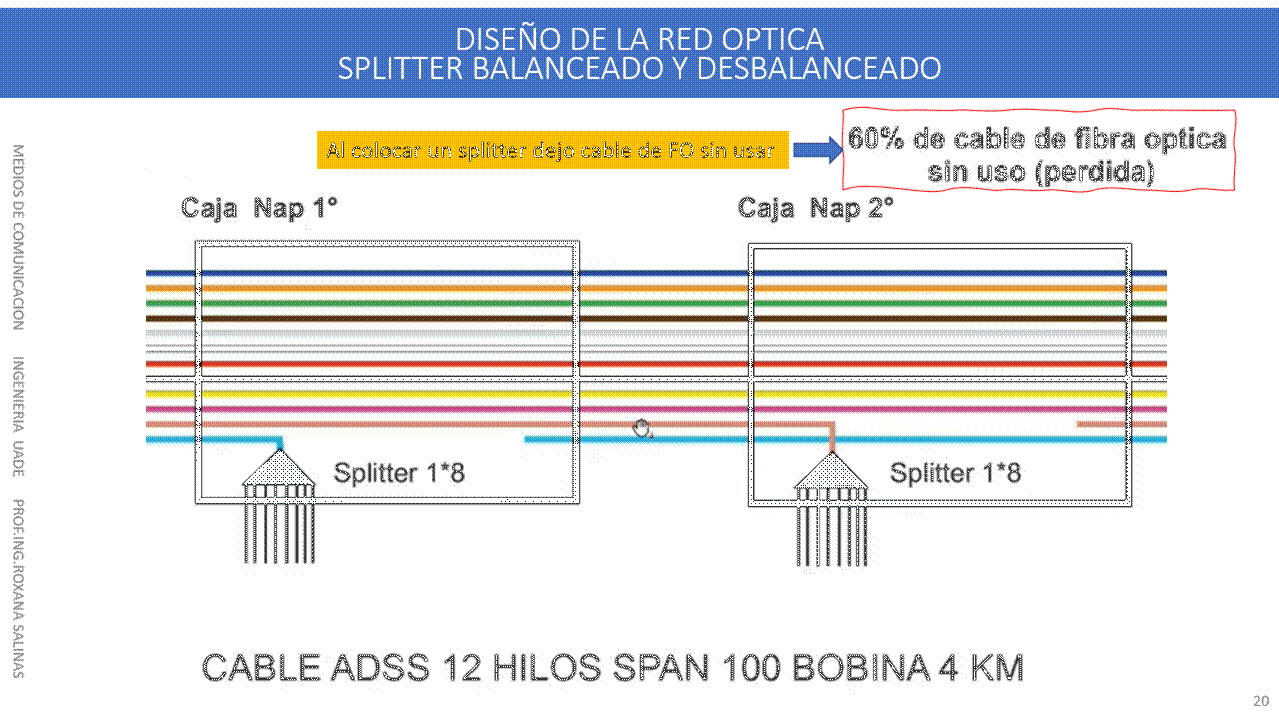 DISEÑO DE LA RED OPTICA
SPLITTER BALANCEADO Y DESBALANCEADO
Al colocar un splitter dejo cable de FO sin usar
60% de cable de fibra optica
sin uso (perdida)
Caja Nap 1°
Caja Nap 2°
Splitter 1*8
Splitter 1*8
CABLE ADSS 12 HILOS SPAN 100 BOBINA 4 KM
MEDIOS DE COMUNICACION INGENIERIA UADE PROF.ING.ROXANA SALINAS
20